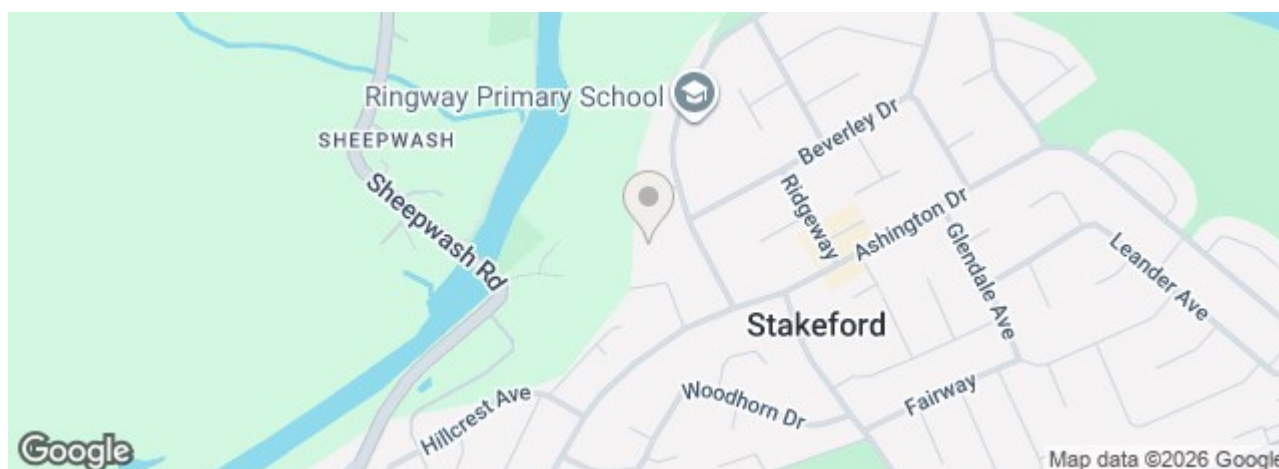 Ringway Primary School
SHEEPWASH
Sheepwash Rd
Beverley Dr
Ridgeway
Ashington Dr
Glendale Ave
Leander Ave
Stakeford
Woodhorn Dr
Fairway
Hillcrest Ave
Google
Map data ©2026 Google